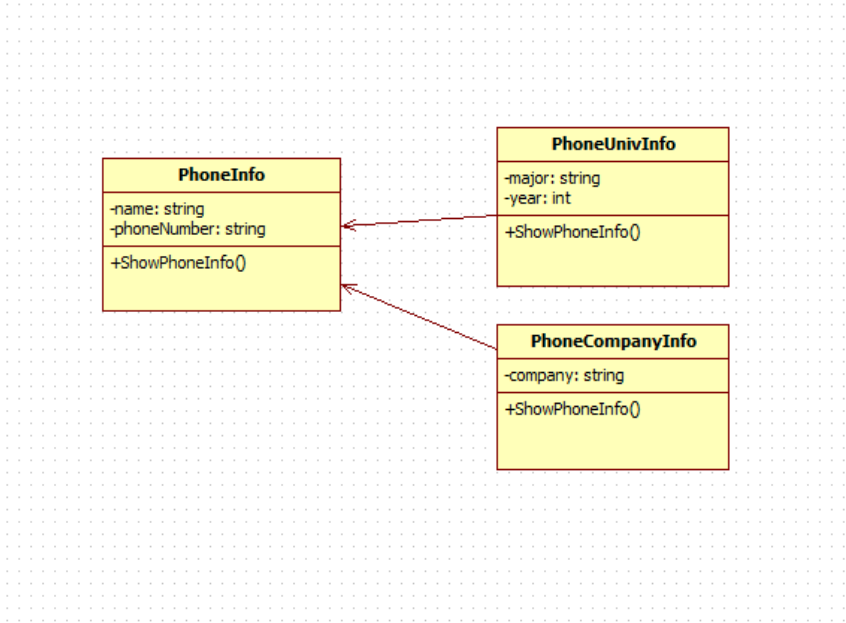 PhoneInfo
-name: string
-phoneNumber: string
+ShowPhoneInfo()
PhoneUnivInfo
-major: string
-year: int
+ShowPhoneInfo()
PhoneCompanyInfo
-company: string
+ShowPhoneInfo()